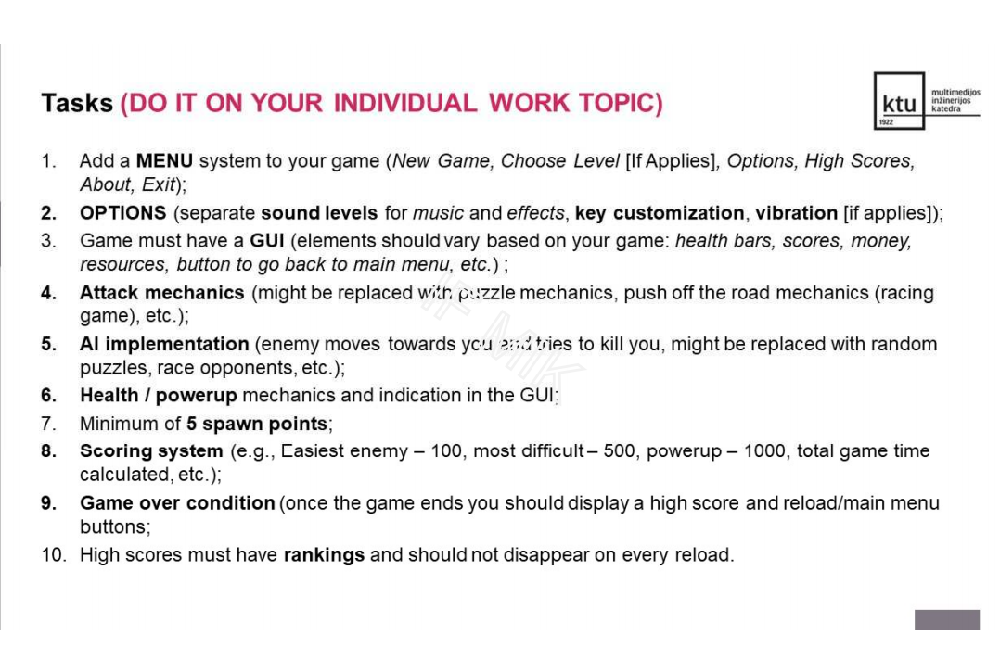 Tasks (DO IT ON YOUR INDIVIDUAL WORK TOPIC)
ktu
1922
multimedijos
inžinerijos
katedra
1. Add a MENU system to your game (New Game, Choose Level [If Applies], Options, High Scores,
About, Exit);
2. OPTIONS (separate sound levels for music and effects, key customization, vibration [if applies]);
3. Game must have a GUI (elements should vary based on your game: health bars, scores, money,
resources, button to go back to main menu, etc.) ;
4. Attack mechanics (might be replaced with puzzle mechanics, push off the road mechanics (racing
game), etc.);
5. AI implementation (enemy moves towards you and tries to kill you, might be replaced with random
puzzles, race opponents, etc.);
6. Health / powerup mechanics and indication in the GUI;
7. Minimum of 5 spawn points;
8. Scoring system (e.g., Easiest enemy – 100, most difficult – 500, powerup – 1000, total game time
calculated, etc.);
9. Game over condition (once the game ends you should display a high score and reload/main menu
buttons;
10. High scores must have rankings and should not disappear on every reload.
IF MIK